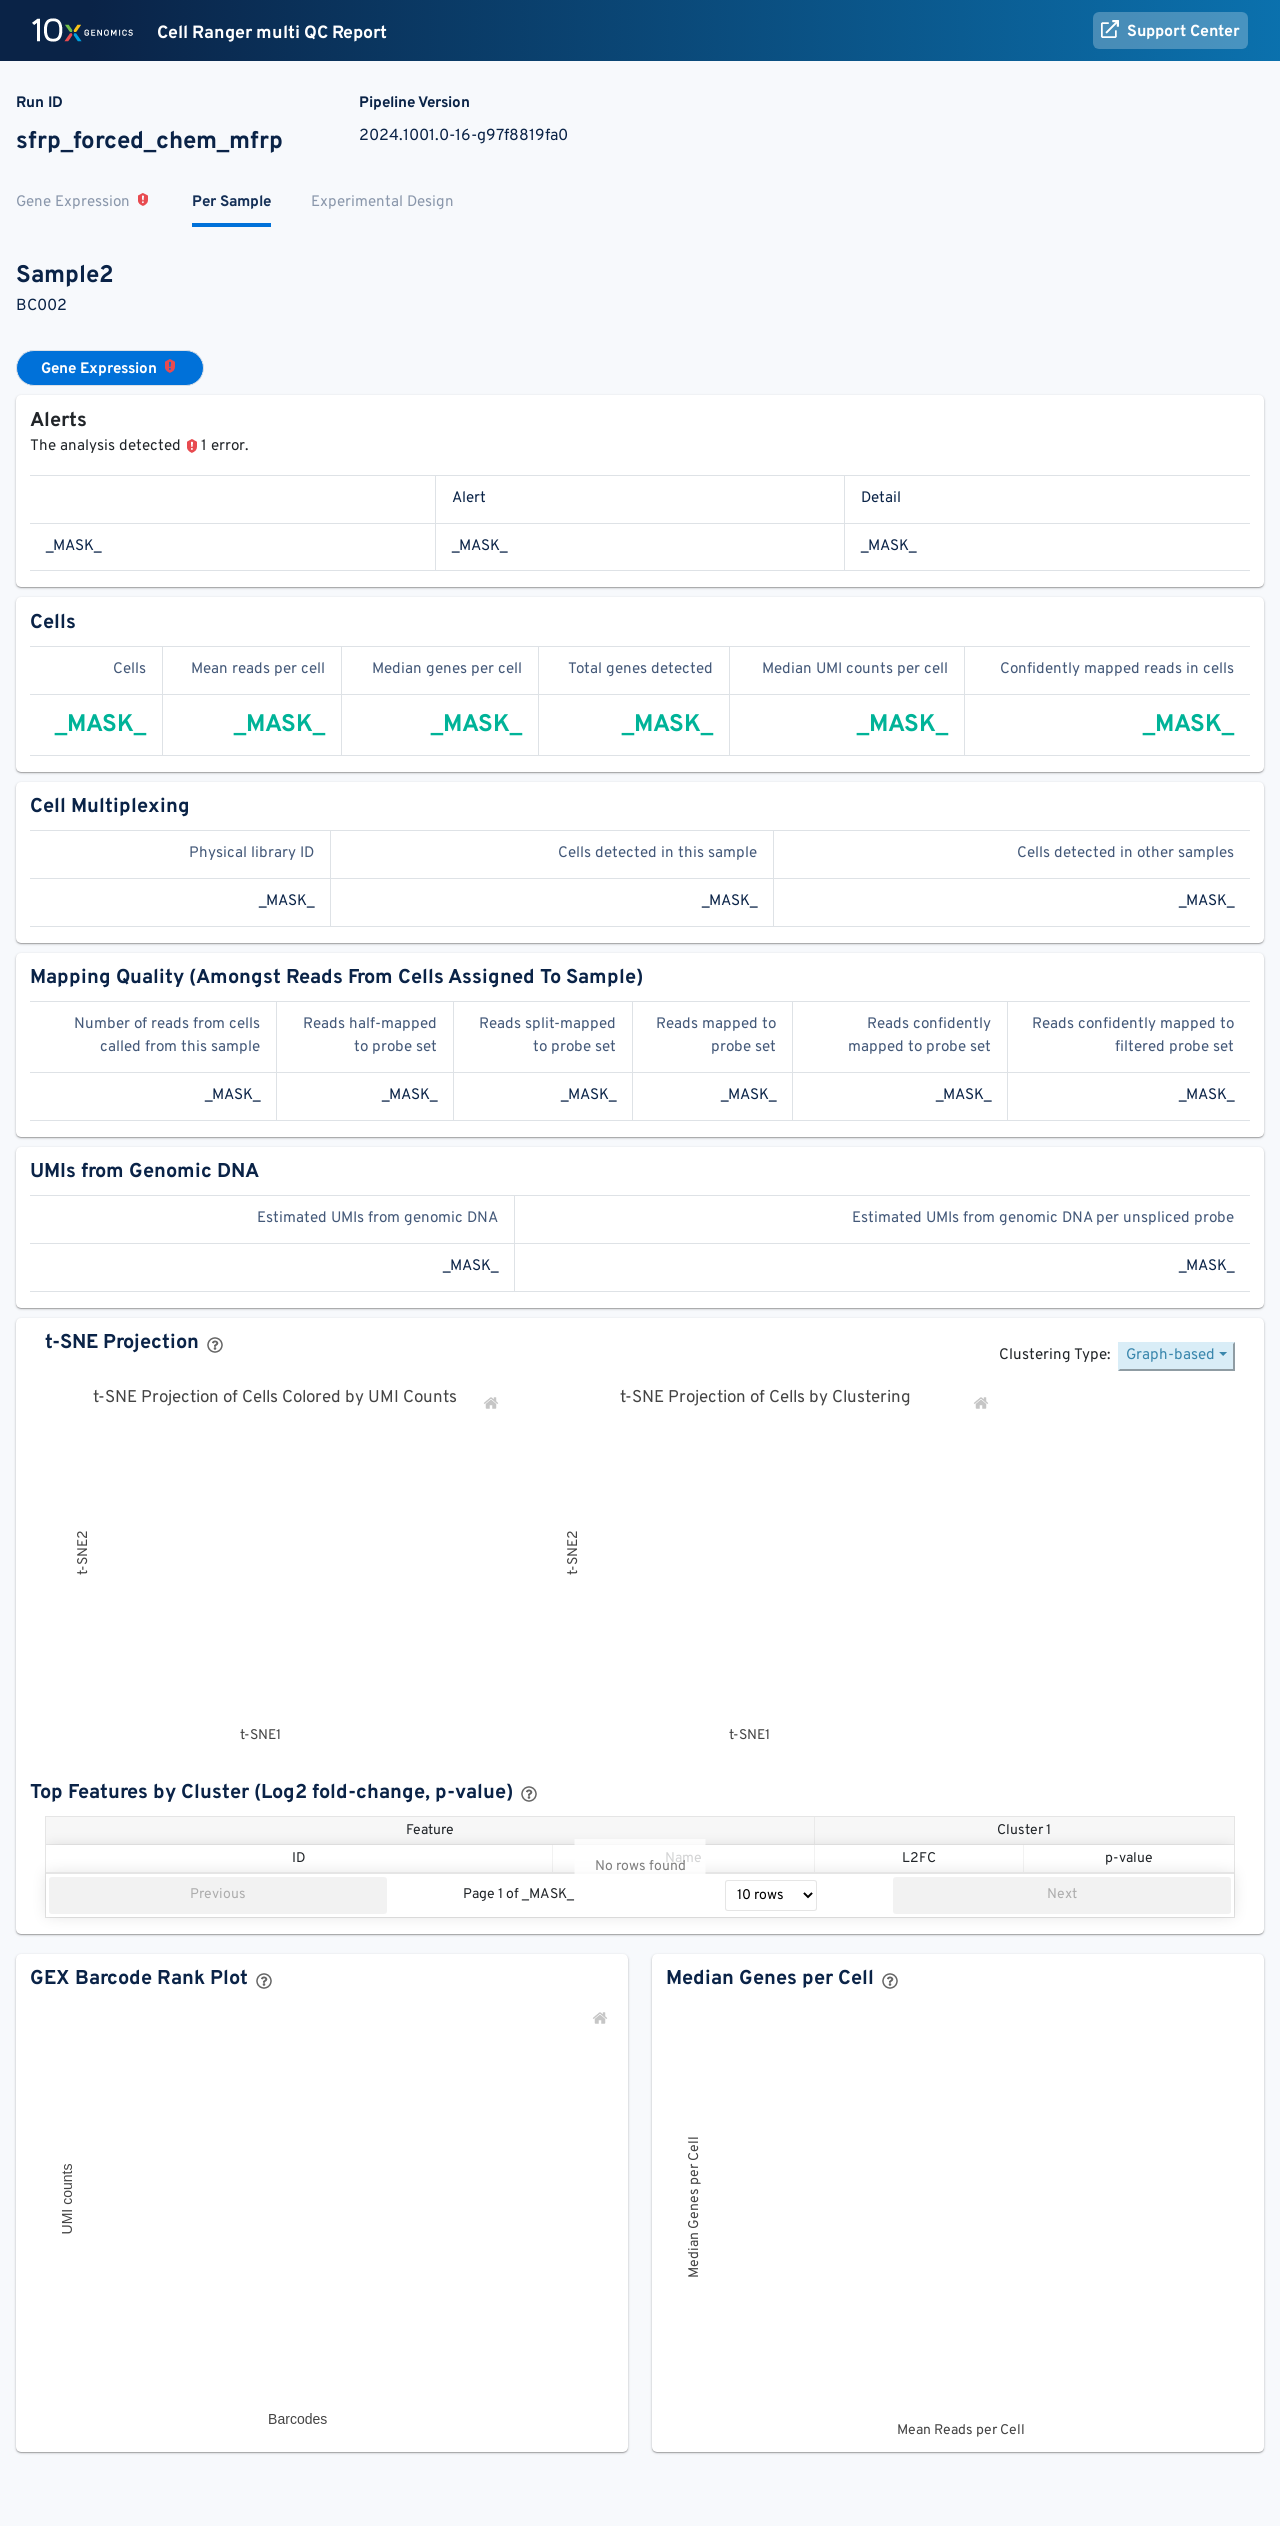 10x GENOMICS Cell Ranger multi QC Report Support Center
Run ID Pipeline Version
sfrp_forced_chem_mfrp 2024.1001.0-16-g97f8819fa0
Gene Expression Per Sample Experimental Design
Sample2
BC002
Gene Expression
Alerts
The analysis detected 1 error.
Alert Detail
_MASK_ _MASK_ _MASK_
Cells
Cells Mean reads per cell Median genes per cell Total genes detected Median UMI counts per cell Confidently mapped reads in cells
_MASK_ _MASK_ _MASK_ _MASK_ _MASK_ _MASK_
Cell Multiplexing
Physical library ID Cells detected in this sample Cells detected in other samples
_MASK_ _MASK_ _MASK_
Mapping Quality (Amongst Reads From Cells Assigned To Sample)
Number of reads from cells called from this sample Reads half-mapped to probe set Reads split-mapped to probe set Reads mapped to probe set Reads confidently mapped to probe set Reads confidently mapped to filtered probe set
_MASK_ _MASK_ _MASK_ _MASK_ _MASK_ _MASK_
UMIs from Genomic DNA
Estimated UMIs from genomic DNA Estimated UMIs from genomic DNA per unspliced probe
_MASK_ _MASK_
t-SNE Projection
Clustering Type: Graph-based
t-SNE Projection of Cells Colored by UMI Counts t-SNE Projection of Cells by Clustering
t-SNE2 t-SNE2
t-SNE1 t-SNE1
Top Features by Cluster (Log2 fold-change, p-value)
Feature Cluster 1
ID Name L2FC p-value
No rows found
Previous Page 1 of _MASK_ 10 rows Next
GEX Barcode Rank Plot Median Genes per Cell
UMI counts Median Genes per Cell
Barcodes Mean Reads per Cell